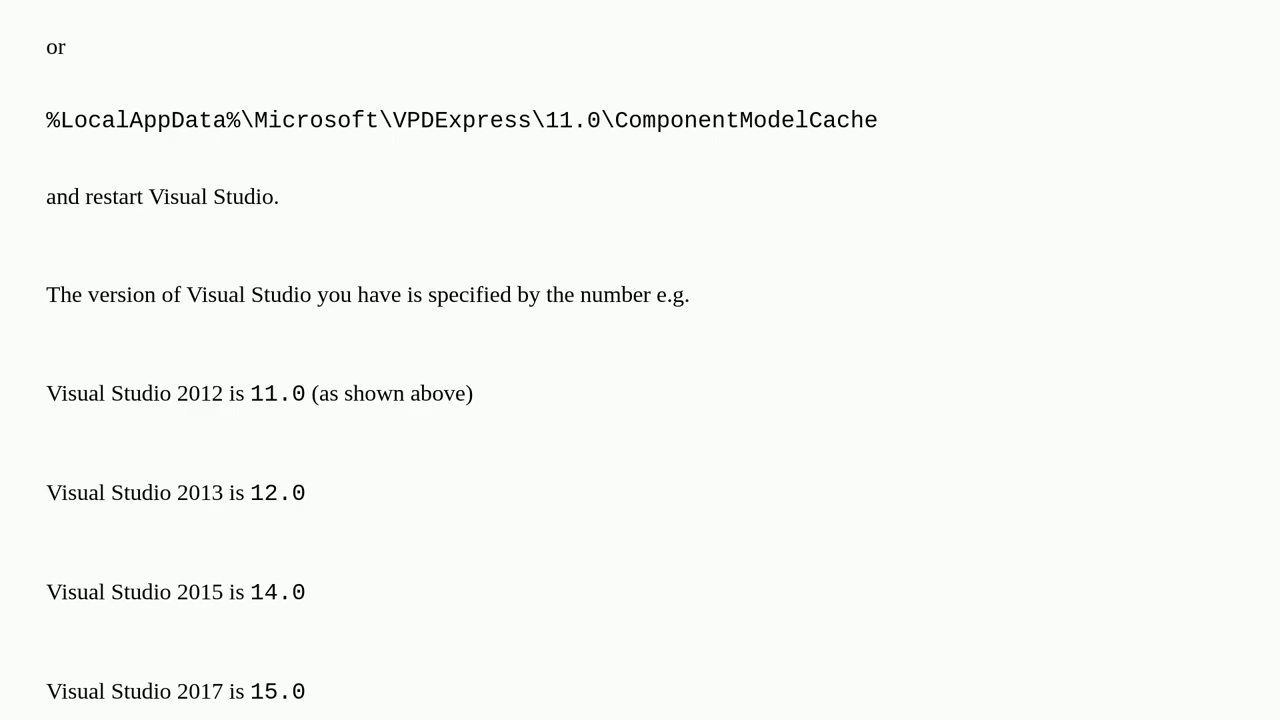 or
%LocalAppData%\Microsoft\VPDExpress\11.0\ComponentModelCache
and restart Visual Studio.
The version of Visual Studio you have is specified by the number e.g.
Visual Studio 2012 is 11.0 (as shown above)
Visual Studio 2013 is 12.0
Visual Studio 2015 is 14.0
Visual Studio 2017 is 15.0